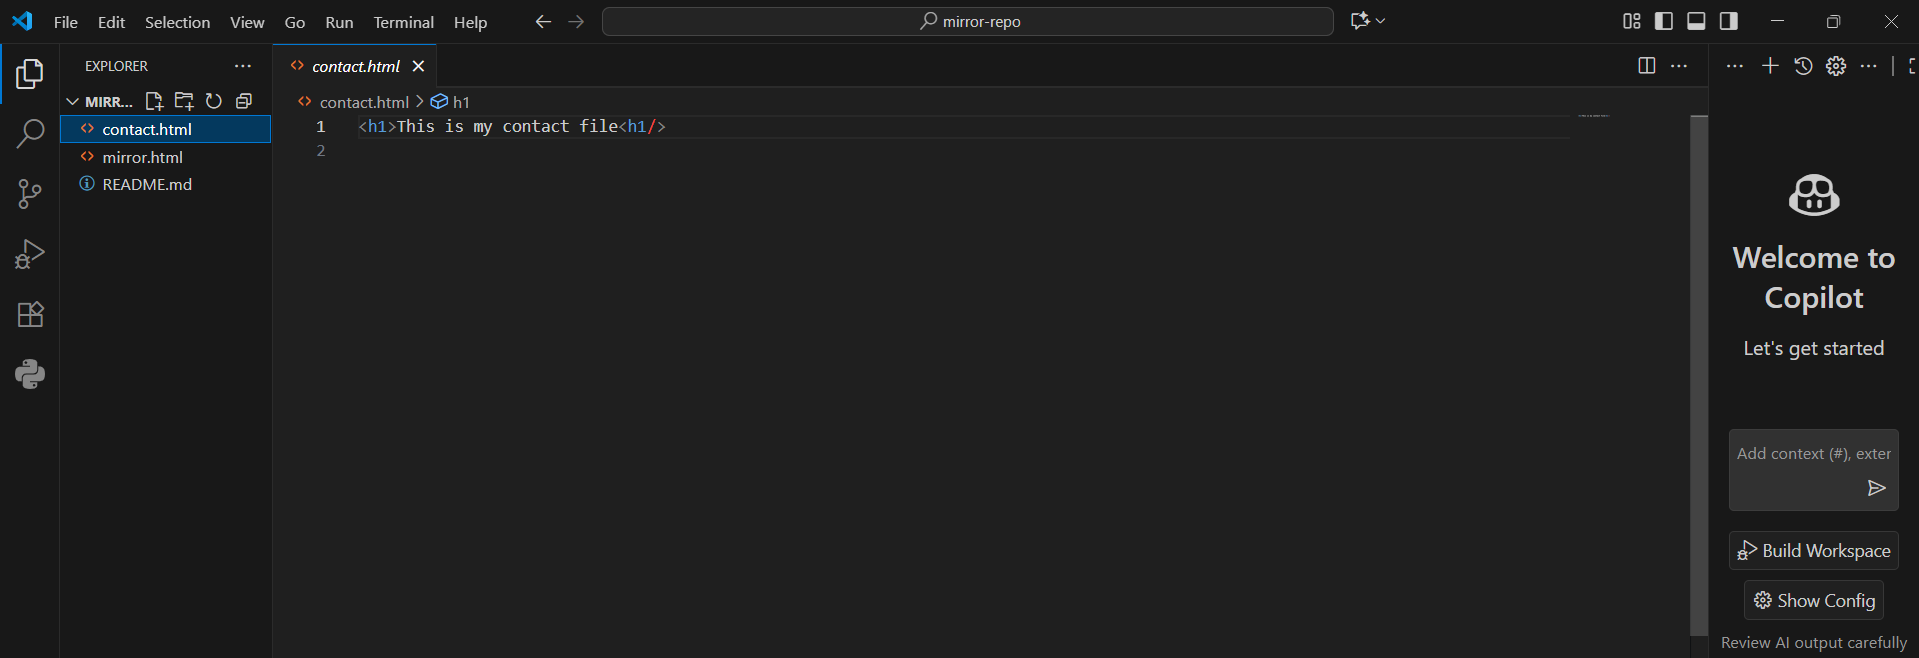 File Edit Selection View Go Run Terminal Help
mirror-repo
EXPLORER
MIRR...
contact.html
mirror.html
README.md
contact.html
contact.html > h1
1 <h1>This is my contact file<h1/>
2
Welcome to
Copilot
Let's get started
Add context (#), exter
Build Workspace
Show Config
Review AI output carefully